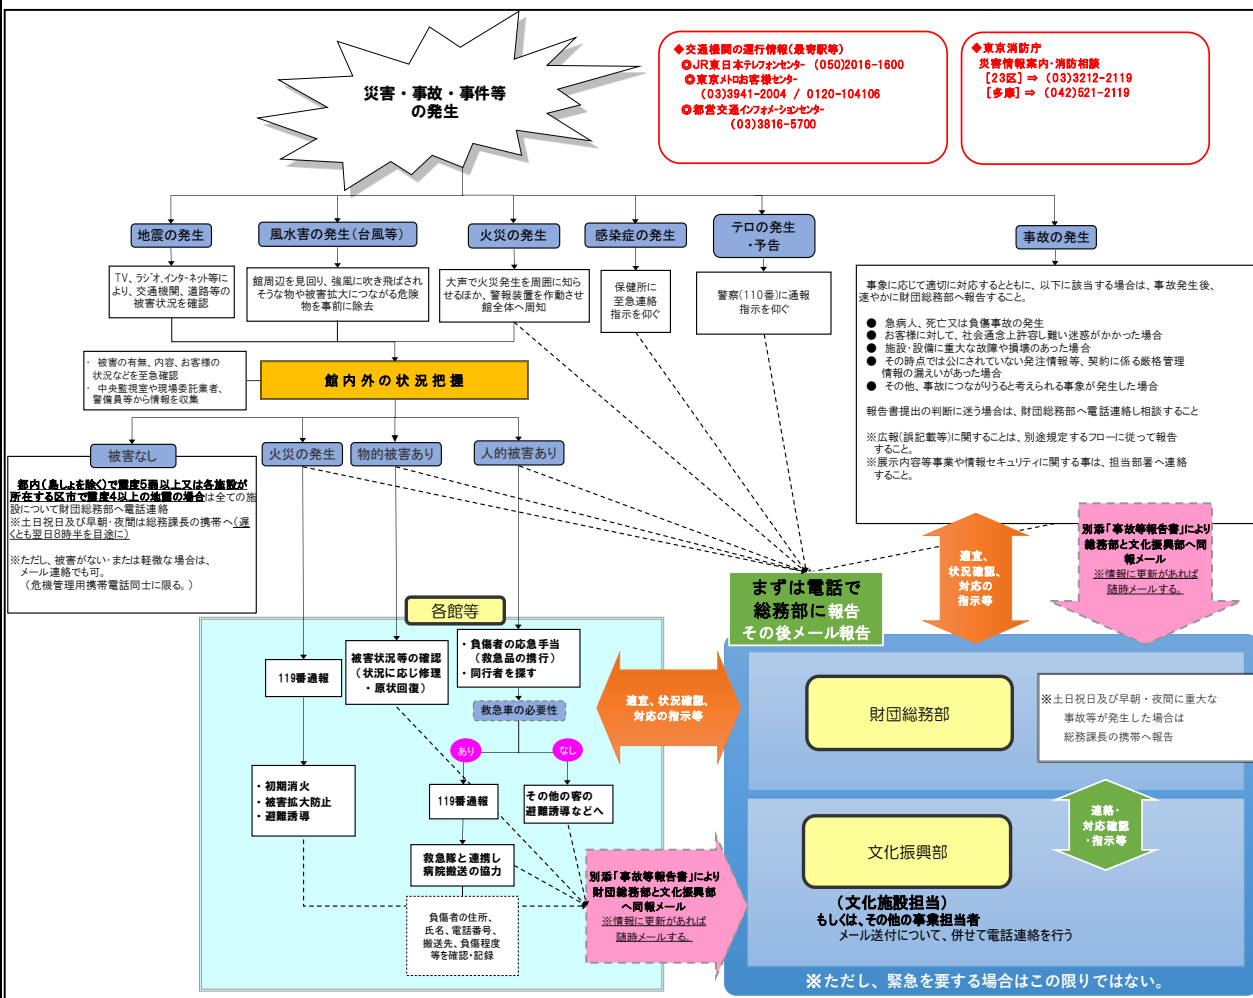 災害・事故・事件等
の発生
◆交通機関の運行情報(最寄駅等)
◎JR東日本テレフォンセンター (050)2016-1600
◎東京メトロお客様センター
(03)3941-2004 / 0120-104106
◎都営交通インフォメーションセンター
(03)3816-5700
◆東京消防庁
災害情報案内・消防相談
[23区] ⇒ (03)3212-2119
[多摩] ⇒ (042)521-2119
地震の発生
風水害の発生(台風等)
火災の発生
感染症の発生
テロの発生
・予告
事故の発生
TV、ラジオ、インターネット等に
より、交通機関、道路等の
被害状況を確認
館周辺を見回り、強風に吹き飛ばされ
そうな物や被害拡大につながる危険
物を事前に除去
大声で火災発生を周囲に知ら
せるほか、警報装置を作動させ
館全体へ周知
保健所に
至急連絡
指示を仰ぐ
警察(110番)に通報
指示を仰ぐ
事象に応じて適切に対応するとともに、以下に該当する場合は、事故発生後、
速やかに財団総務部へ報告すること。
● 急病人、死亡又は負傷事故の発生
● お客様に対して、社会通念上許容し難い迷惑がかかった場合
● 施設・設備に重大な故障や損壊のあった場合
● その時点では公にされていない発注情報等、契約に係る厳格管理
情報の漏えいがあった場合
● その他、事故につながりうると考えられる事象が発生した場合
報告書提出の判断に迷う場合は、財団総務部へ電話連絡し相談すること
※広報(誤記載等)に関することは、別途規定するフローに従って報告
すること。
※展示内容等事業や情報セキュリティに関する事は、担当部署へ連絡
すること。
・ 被害の有無、内容、お客様の
状況などを至急確認
・ 中央監視室や現場委託業者、
警備員等から情報を収集
館内外の状況把握
被害なし
火災の発生
物的被害あり
人的被害あり
都内(島しょを除く)で震度5弱以上又は各施設が
所在する区市で震度4以上の地震の場合は全ての施
設について財団総務部へ電話連絡
※土日祝日及び早朝・夜間は総務課長の携帯へ(遅
くとも翌日8時半を目途に)
※ただし、被害がない・または軽微な場合は、
メール連絡でも可。
(危機管理用携帯電話同士に限る。)
適宜、
状況確認、
対応の
指示等
別添「事故等報告書」により
総務部と文化振興部へ同
報メール
※情報に更新があれば
随時メールする。
まずは電話で
総務部に報告
その後メール報告
各館等
119番通報
被害状況等の確認
(状況に応じ修理
・原状回復)
・負傷者の応急手当
(救急品の携行)
・同行者を探す
救急車の必要性
あり
なし
・初期消火
・被害拡大防止
・避難誘導
119番通報
その他の客の
避難誘導などへ
救急隊と連携し
病院搬送の協力
負傷者の住所、
氏名、電話番号、
搬送先、負傷程度
等を確認・記録
適宜、状況確認、
対応の指示等
別添「事故等報告書」により
財団総務部と文化振興部
へ同報メール
※情報に更新があれば
随時メールする。
財団総務部
※土日祝日及び早朝・夜間に重大な
事故等が発生した場合は
総務課長の携帯へ報告
連絡・
対応確認
・指示等
文化振興部
(文化施設担当)
もしくは、その他の事業担当者
メール送付について、併せて電話連絡を行う
※ただし、緊急を要する場合はこの限りではない。